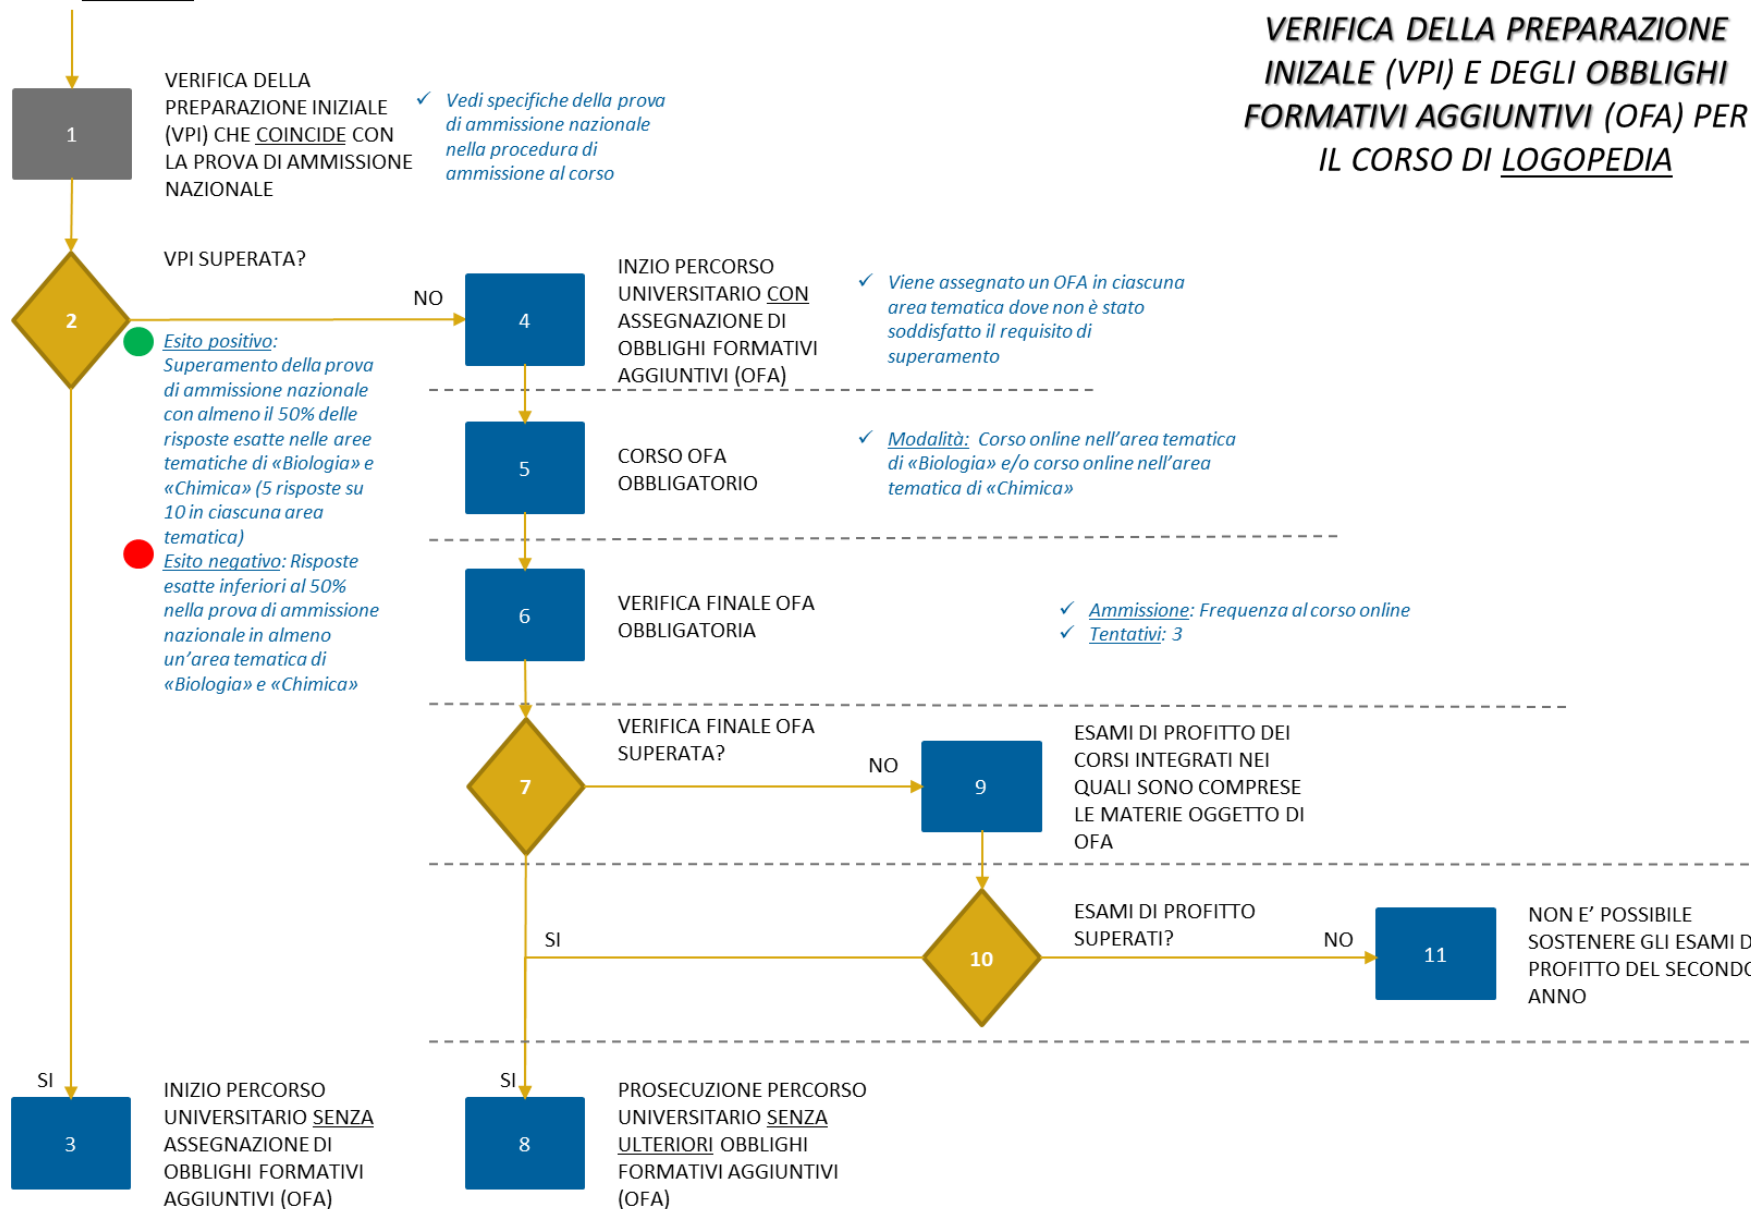 VERIFICA DELLA PREPARAZIONE
INIZALE (VPI) E DEGLI OBBLIGHI
FORMATIVI AGGIUNTIVI (OFA) PER
IL CORSO DI LOGOPEDIA
1
VERIFICA DELLA
PREPARAZIONE INIZIALE
(VPI) CHE COINCIDE CON
LA PROVA DI AMMISSIONE
NAZIONALE
✓ Vedi specifiche della prova
di ammissione nazionale
nella procedura di
ammissione al corso
2
VPI SUPERATA?
NO
Esito positivo:
Superamento della prova
di ammissione nazionale
con almeno il 50% delle
risposte esatte nelle aree
tematiche di «Biologia» e
«Chimica» (5 risposte su
10 in ciascuna area
tematica)
Esito negativo: Risposte
esatte inferiori al 50%
nella prova di ammissione
nazionale in almeno
un'area tematica di
«Biologia» e «Chimica»
4
INZIO PERCORSO
UNIVERSITARIO CON
ASSEGNAZIONE DI
OBBLIGHI FORMATIVI
AGGIUNTIVI (OFA)
✓ Viene assegnato un OFA in ciascuna
area tematica dove non è stato
soddisfatto il requisito di
superamento
5
CORSO OFA
OBBLIGATORIO
✓ Modalità: Corso online nell'area tematica
di «Biologia» e/o corso online nell'area
tematica di «Chimica»
6
VERIFICA FINALE OFA
OBBLIGATORIA
✓ Ammissione: Frequenza al corso online
✓ Tentativi: 3
7
VERIFICA FINALE OFA
SUPERATA?
NO
9
ESAMI DI PROFITTO DEI
CORSI INTEGRATI NEI
QUALI SONO COMPRESE
LE MATERIE OGGETTO DI
OFA
SI
10
ESAMI DI PROFITTO
SUPERATI?
NO
11
NON E' POSSIBILE
SOSTENERE GLI ESAMI D
PROFITTO DEL SECONDO
ANNO
SI
3
INIZIO PERCORSO
UNIVERSITARIO SENZA
ASSEGNAZIONE DI
OBBLIGHI FORMATIVI
AGGIUNTIVI (OFA)
SI
8
PROSECUZIONE PERCORSO
UNIVERSITARIO SENZA
ULTERIORI OBBLIGHI
FORMATIVI AGGIUNTIVI
(OFA)